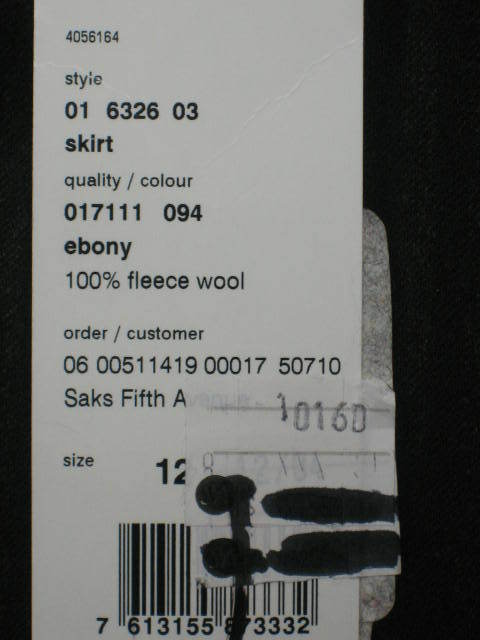 4056164
style
01 6326 03
skirt
quality / colour
017111 094
ebony
100% fleece wool
order / customer
06 00511419 00017 50710
Saks Fifth Avenue
10160
size
12
7 613155 873332